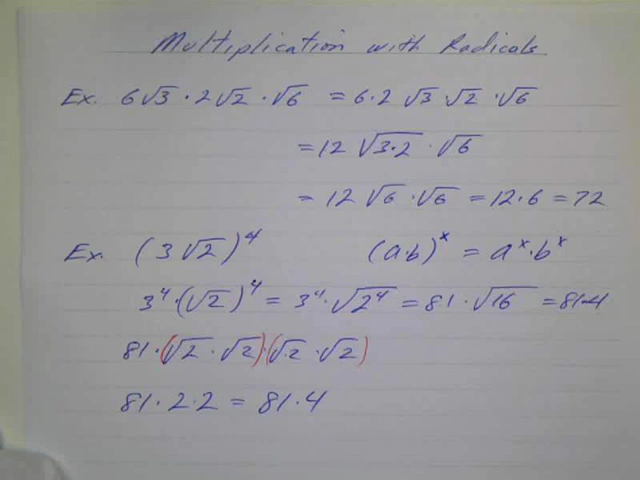 Multiplication with Radicals
Ex. 6√3 · 2√2 · √6 = 6·2 √3 · √2 · √6
= 12 √3·2 · √6
= 12 √6 · √6 = 12·6 = 72
Ex. (3√2)⁴ (a·b)ˣ = aˣ·bˣ
3⁴·(√2)⁴ = 3⁴·√2⁴ = 81·√16 = 81·4
81·(√2 · √2)·(√2 · √2)
81·2·2 = 81·4